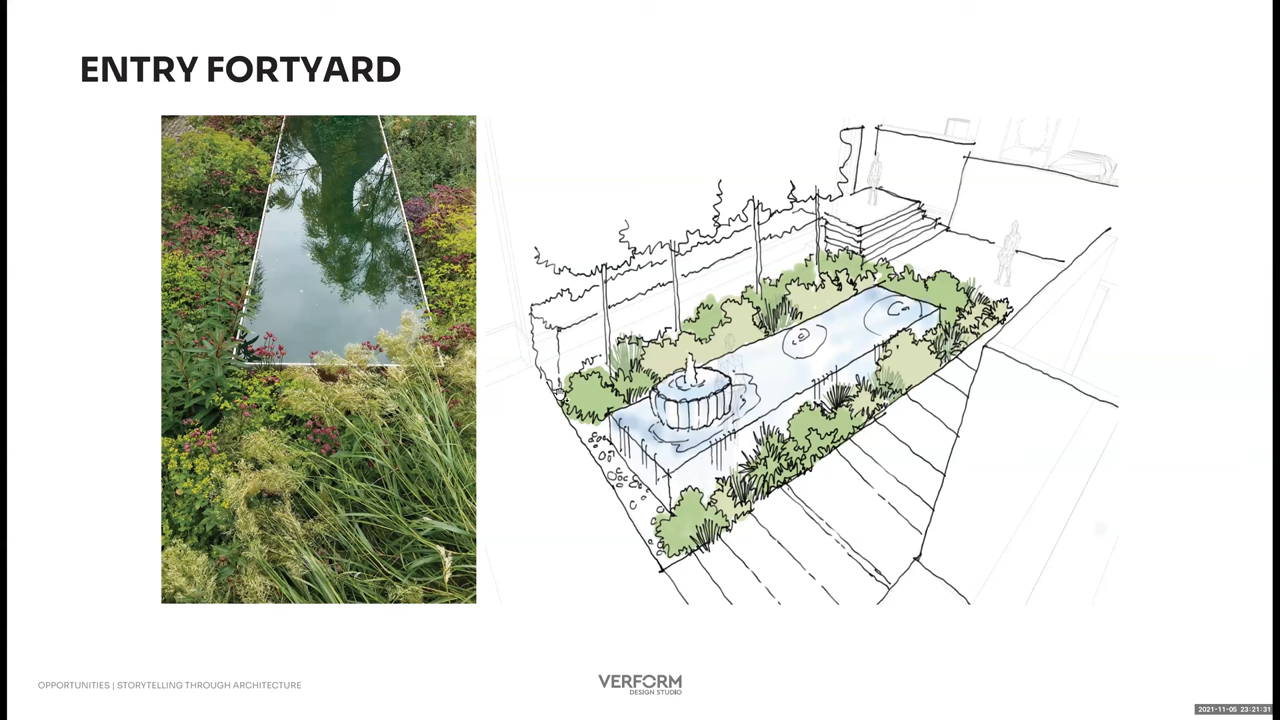 ENTRY FORTYARD
OPPORTUNITIES | STORYTELLING THROUGH ARCHITECTURE
VERFORM
DESIGN STUDIO
2021-11-05 23:21:31